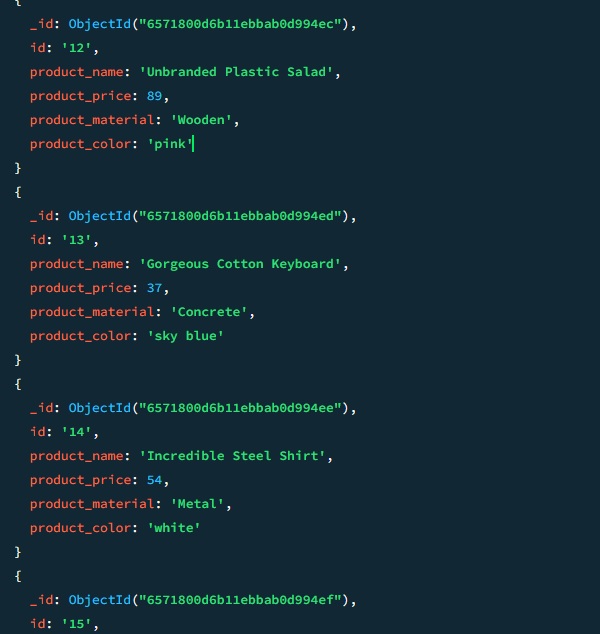 {
_id: ObjectId("6571800d6b11ebbab0d994ec"),
id: '12',
product_name: 'Unbranded Plastic Salad',
product_price: 89,
product_material: 'Wooden',
product_color: 'pink'
}
{
_id: ObjectId("6571800d6b11ebbab0d994ed"),
id: '13',
product_name: 'Gorgeous Cotton Keyboard',
product_price: 37,
product_material: 'Concrete',
product_color: 'sky blue'
}
{
_id: ObjectId("6571800d6b11ebbab0d994ee"),
id: '14',
product_name: 'Incredible Steel Shirt',
product_price: 54,
product_material: 'Metal',
product_color: 'white'
}
{
_id: ObjectId("6571800d6b11ebbab0d994ef"),
id: '15',